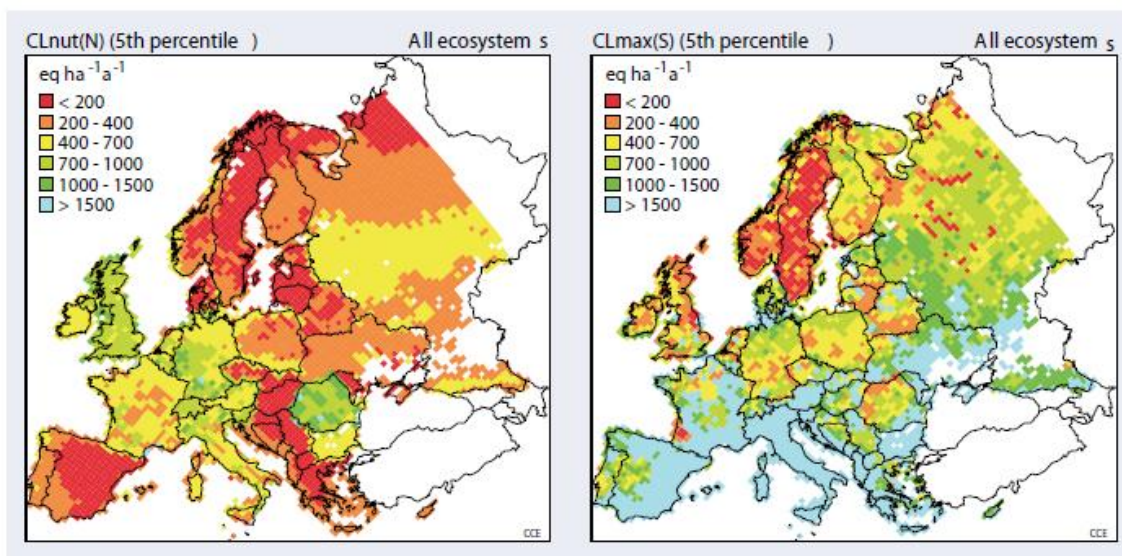 CLnut(N) (5th percentile ) All ecosystem s
eq ha -1 a -1
< 200
200 - 400
400 - 700
700 - 1000
1000 - 1500
> 1500
CCE
CLmax(S) (5th percentile ) All ecosystem s
eq ha -1 a -1
< 200
200 - 400
400 - 700
700 - 1000
1000 - 1500
> 1500
CCE